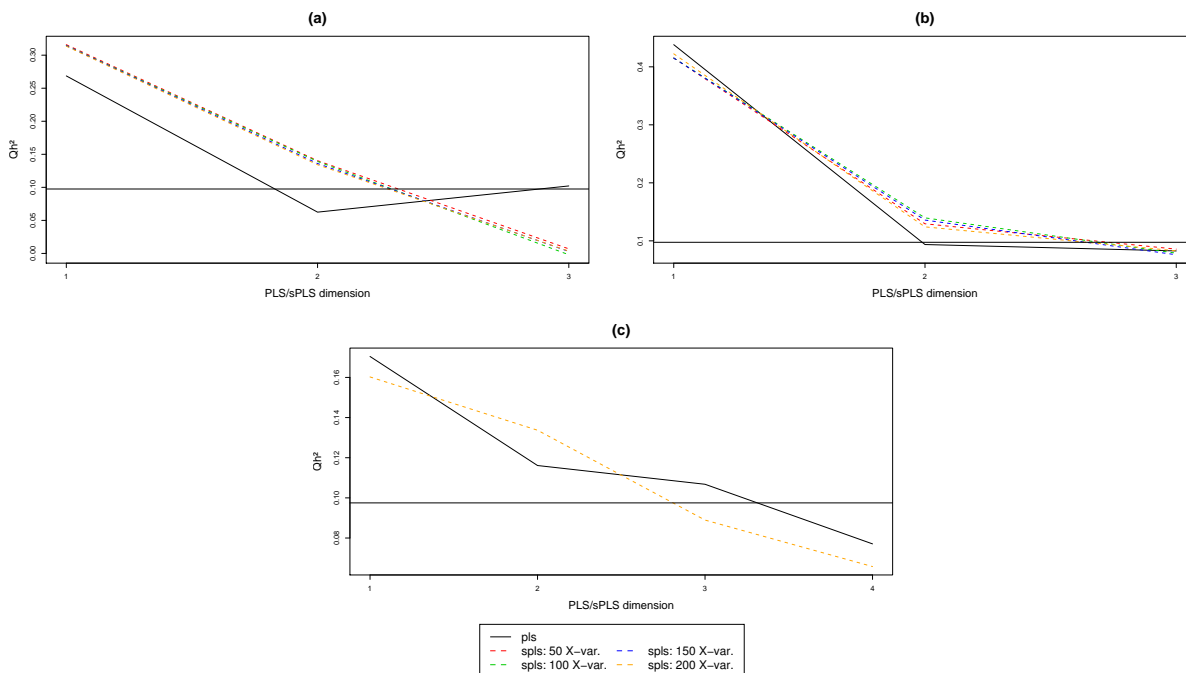 (a)
Qh²
0.00 0.05 0.10 0.15 0.20 0.25 0.30
1 2 3
PLS/sPLS dimension
(b)
Qh²
0.1 0.2 0.3 0.4
1 2 3
PLS/sPLS dimension
(c)
Qh²
0.08 0.10 0.12 0.14 0.16
1 2 3 4
PLS/sPLS dimension
pls
spls: 50 X−var. spls: 150 X−var.
spls: 100 X−var. spls: 200 X−var.